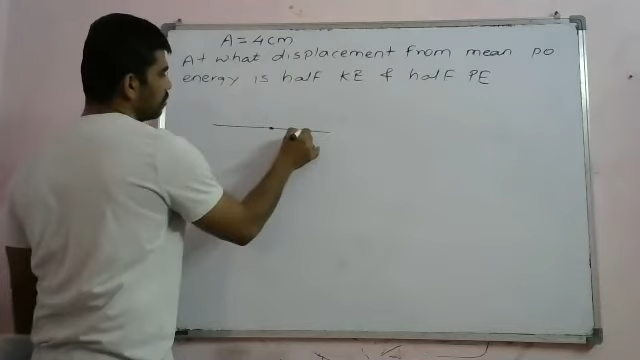 A = 4cm
At what displacement from mean po
energy is half KE & half PE